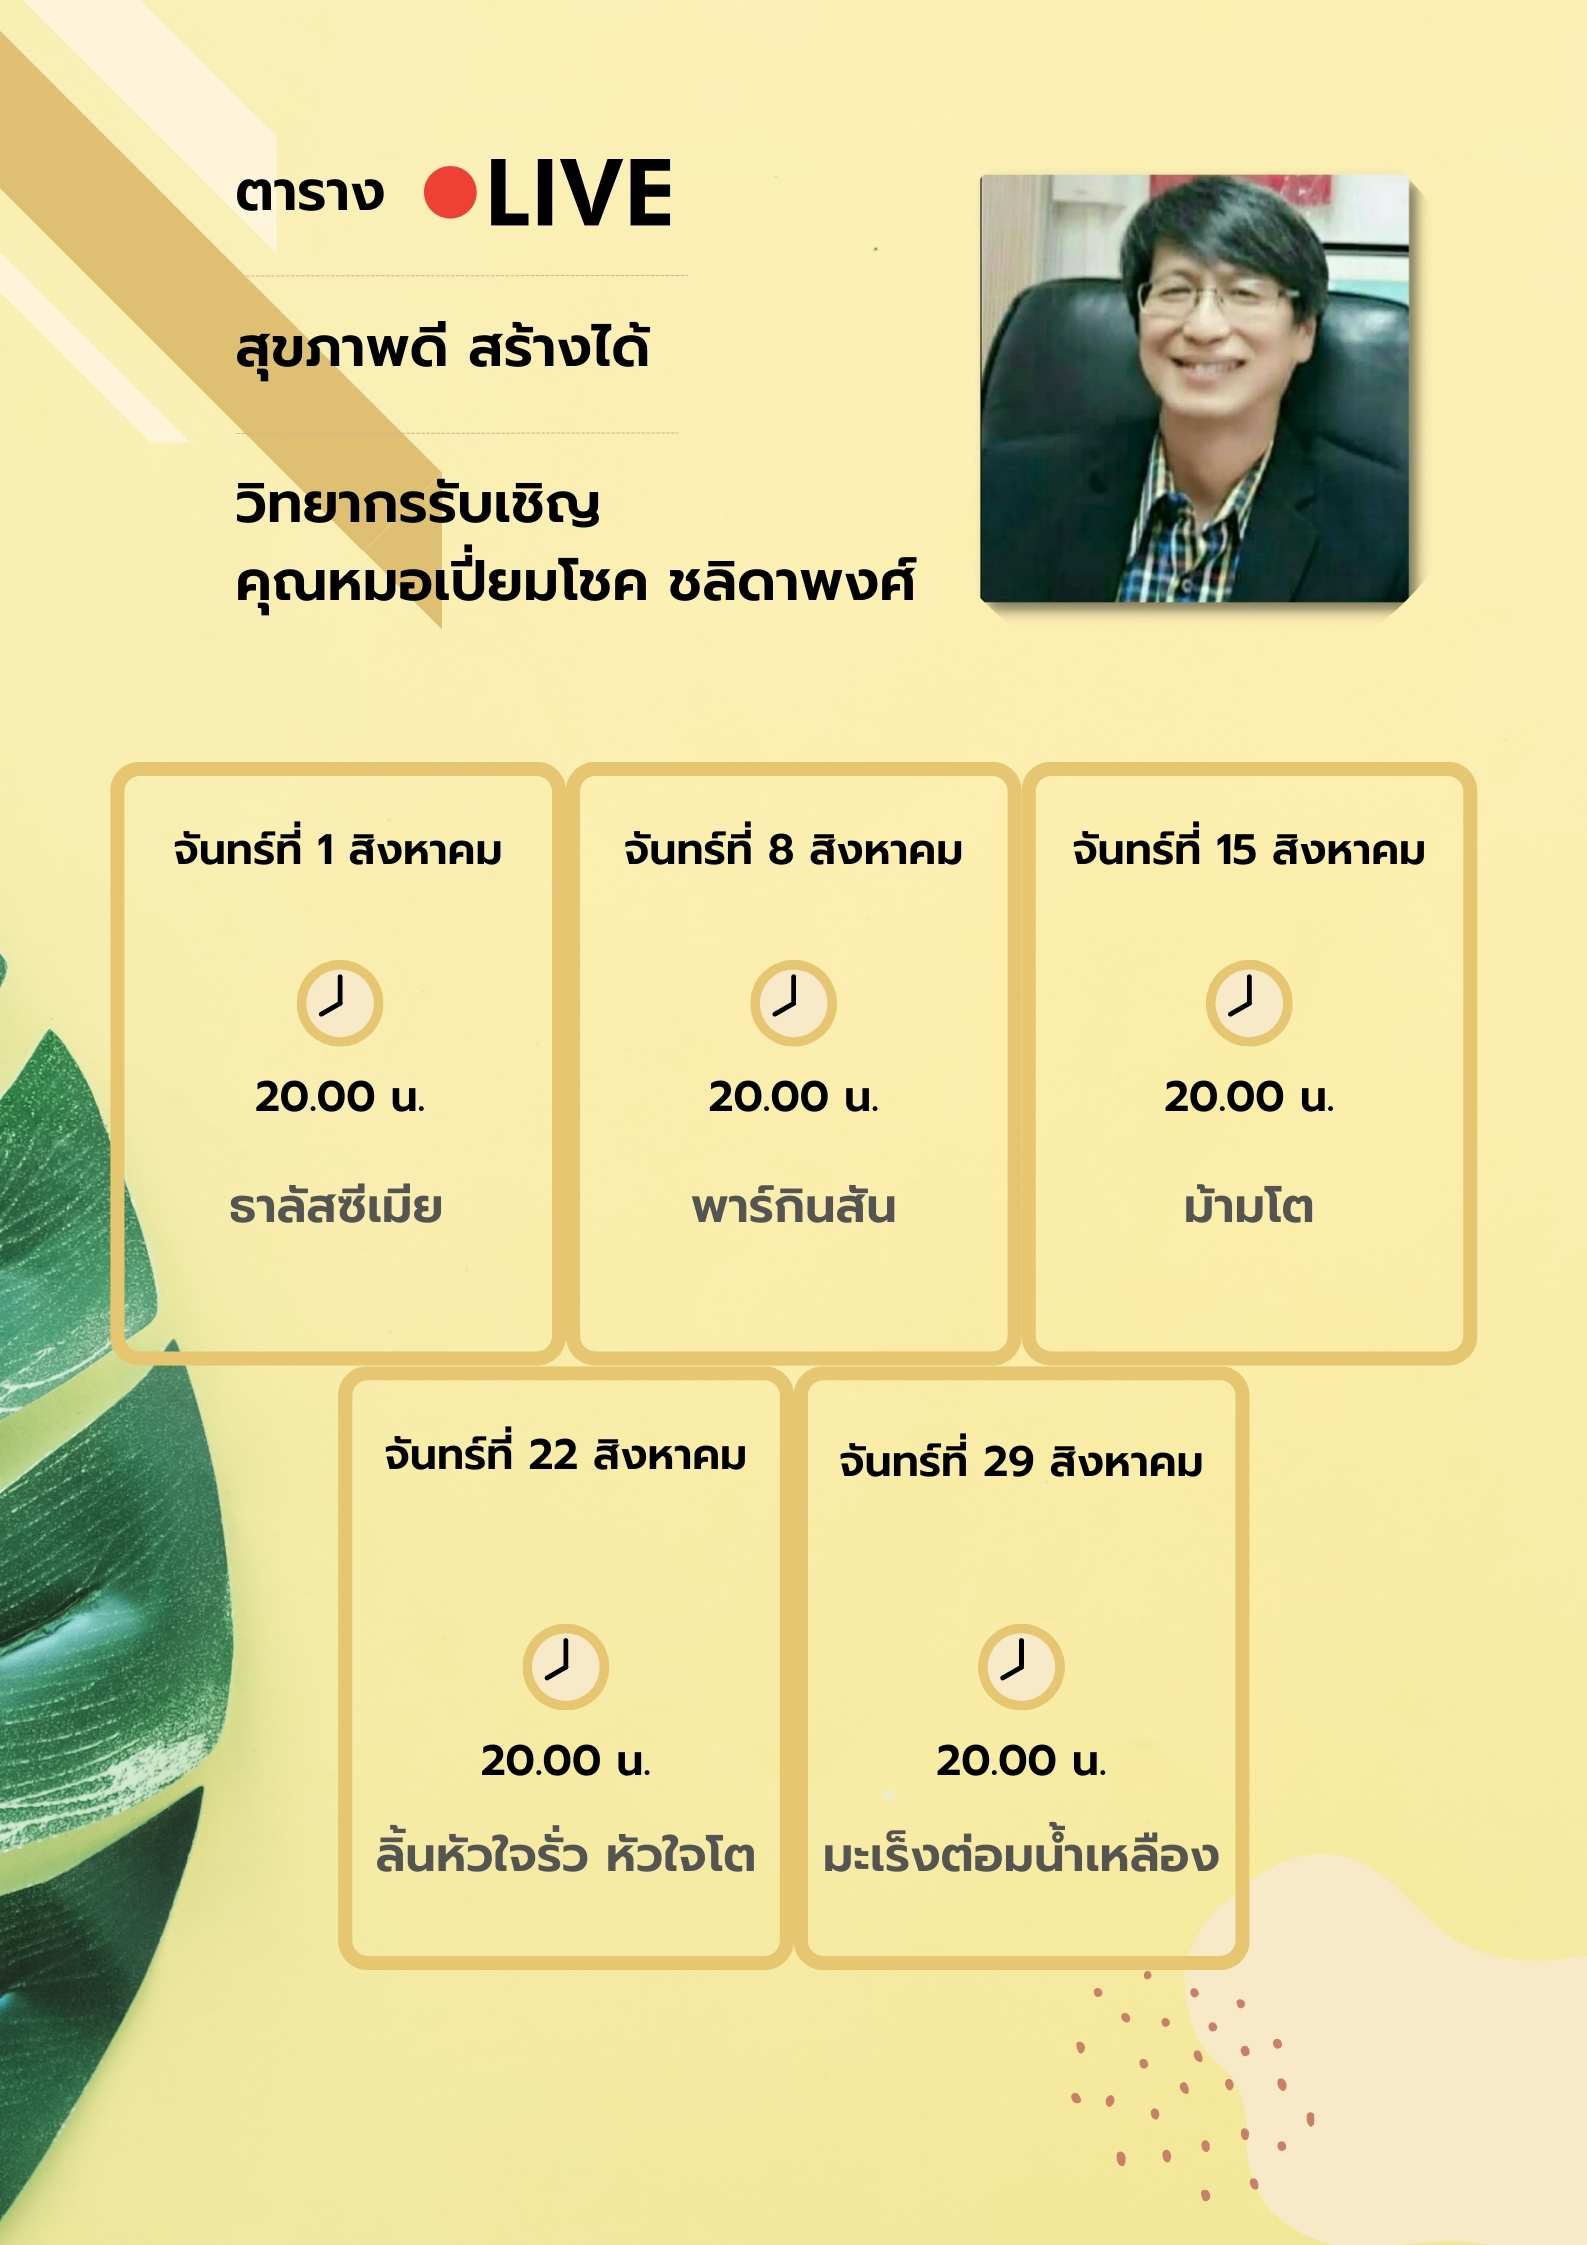 ตาราง LIVE
สุขภาพดี สร้างได้
วิทยากรรับเชิญ
คุณหมอเปี่ยมโชค ชลิดาพงศ์
จันทร์ที่ 1 สิงหาคม
20.00 น.
ธาลัสซีเมีย
จันทร์ที่ 8 สิงหาคม
20.00 น.
พาร์กินสัน
จันทร์ที่ 15 สิงหาคม
20.00 น.
ม้ามโต
จันทร์ที่ 22 สิงหาคม
20.00 น.
ลิ้นหัวใจรั่ว หัวใจโต
จันทร์ที่ 29 สิงหาคม
20.00 น.
มะเร็งต่อมน้ำเหลือง